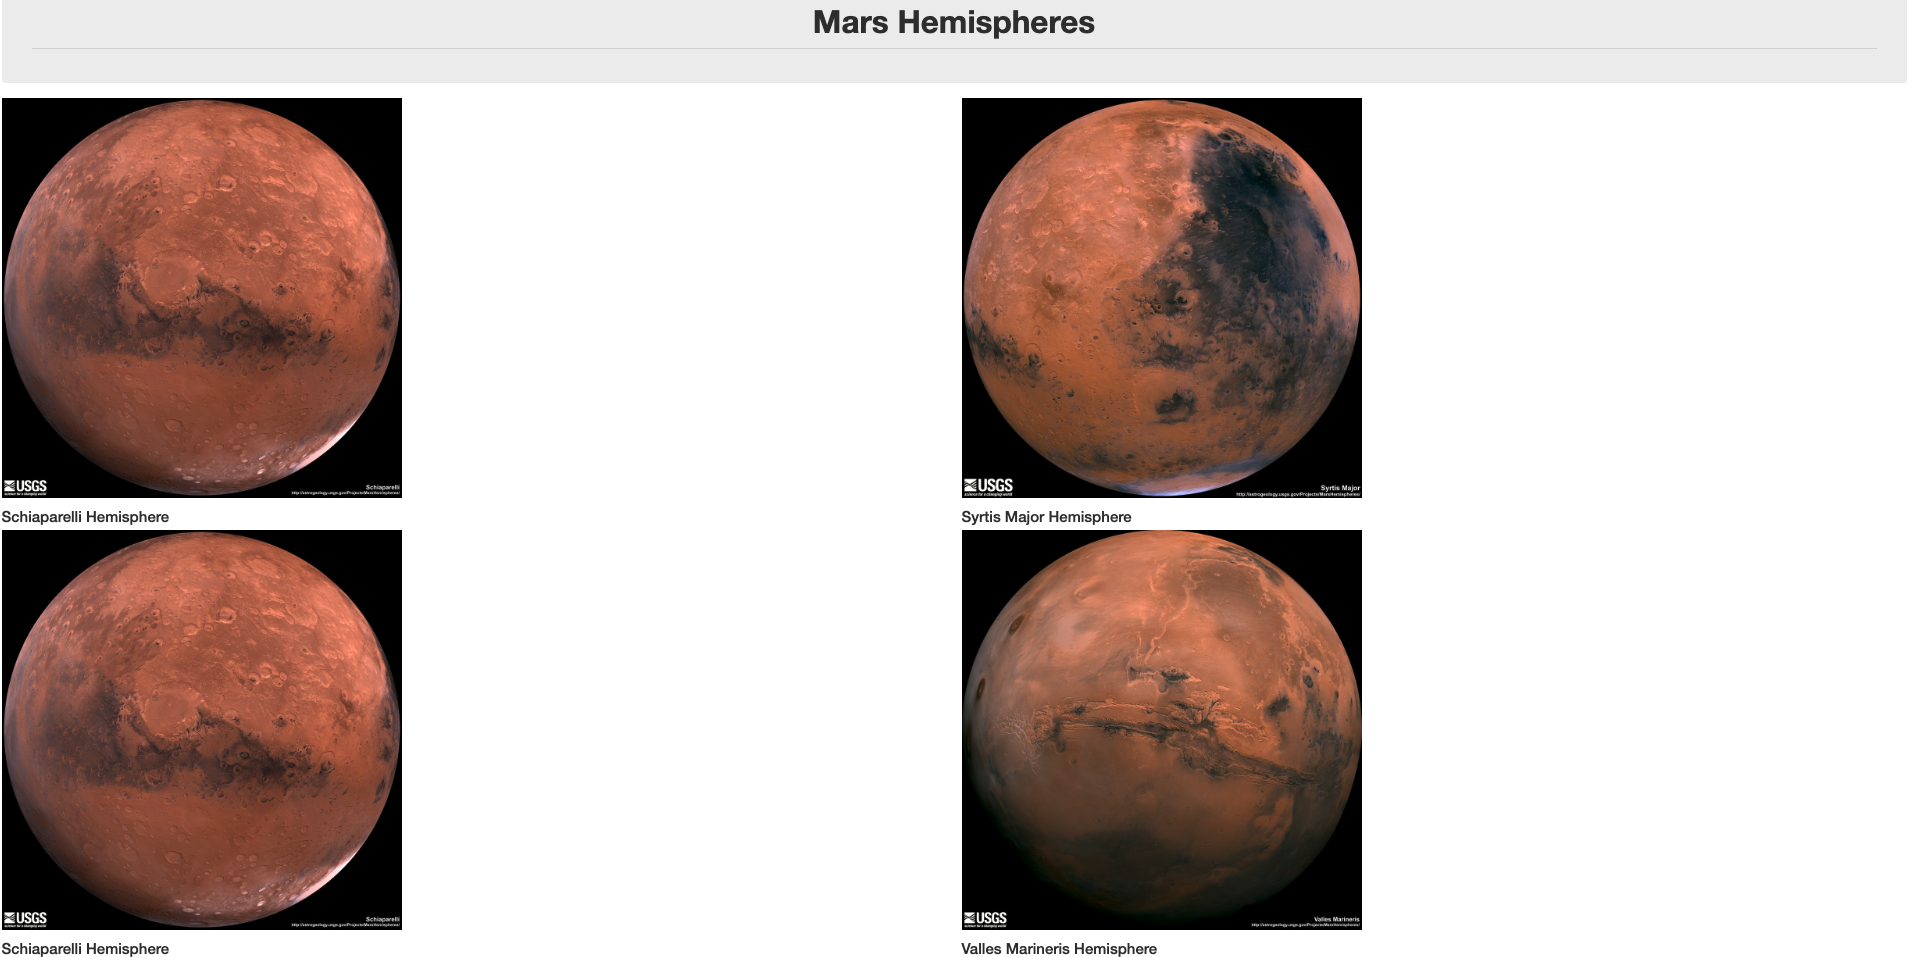 Mars Hemispheres
USGS
science for a changing world
Schiaparelli
http://astrogeology.usgs.gov/Projects/MarsHemispheres/
Schiaparelli Hemisphere
USGS
science for a changing world
Syrtis Major
http://astrogeology.usgs.gov/Projects/MarsHemispheres/
Syrtis Major Hemisphere
USGS
science for a changing world
Schiaparelli
http://astrogeology.usgs.gov/Projects/MarsHemispheres/
Schiaparelli Hemisphere
USGS
science for a changing world
Valles Marineris
http://astrogeology.usgs.gov/Projects/MarsHemispheres/
Valles Marineris Hemisphere